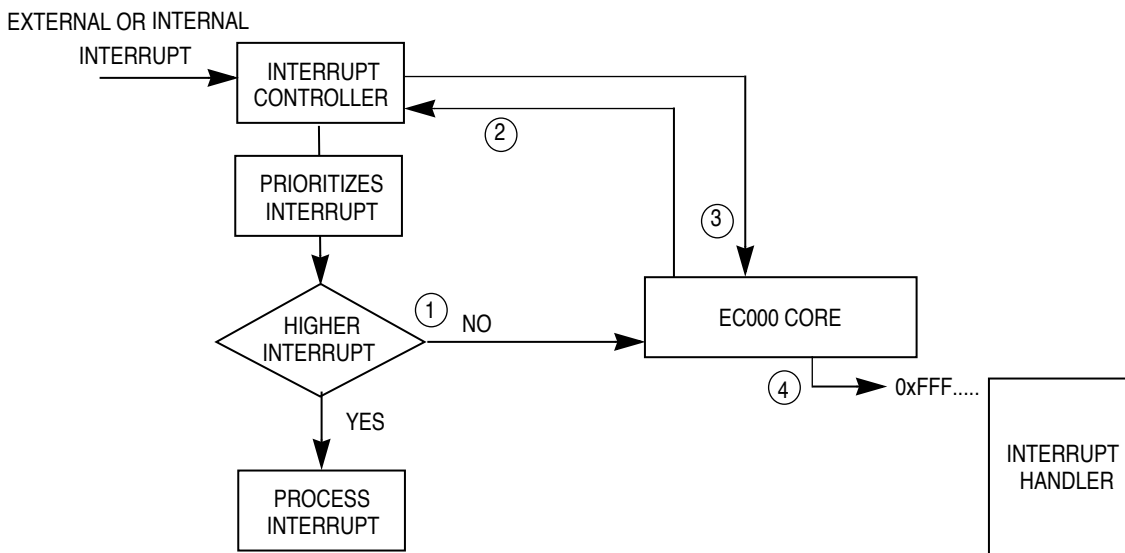 EXTERNAL OR INTERNAL
INTERRUPT
INTERRUPT
CONTROLLER
2
PRIORITIZES
INTERRUPT
3
1
NO
HIGHER
INTERRUPT
EC000 CORE
4
0xFFF.....
YES
INTERRUPT
HANDLER
PROCESS
INTERRUPT